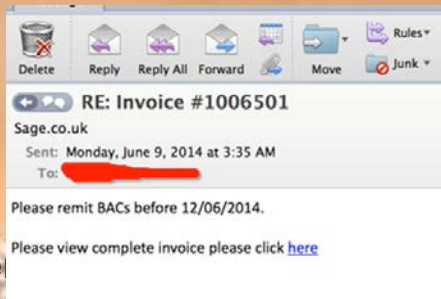 Delete Reply Reply All Forward Move Rules Junk
RE: Invoice #1006501
Sage.co.uk
Sent: Monday, June 9, 2014 at 3:35 AM
To:
Please remit BACs before 12/06/2014.
Please view complete invoice please click here